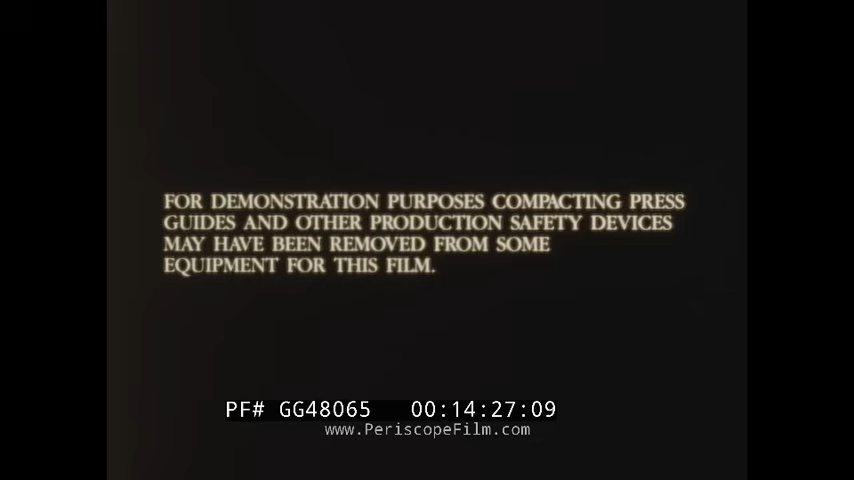 FOR DEMONSTRATION PURPOSES COMPACTING PRESS
GUIDES AND OTHER PRODUCTION SAFETY DEVICES
MAY HAVE BEEN REMOVED FROM SOME
EQUIPMENT FOR THIS FILM.
PF# GG48065 00:14:27:09
www.PeriscopeFilm.com